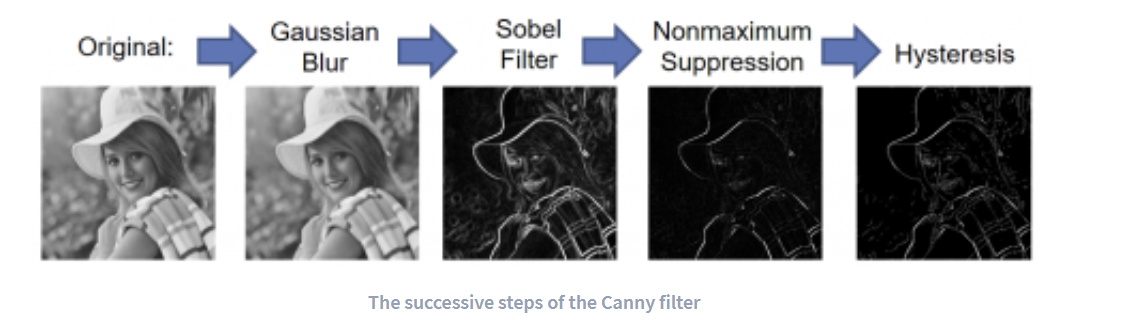 Original:
Gaussian
Blur
Sobel
Filter
Nonmaximum
Suppression
Hysteresis
The successive steps of the Canny filter